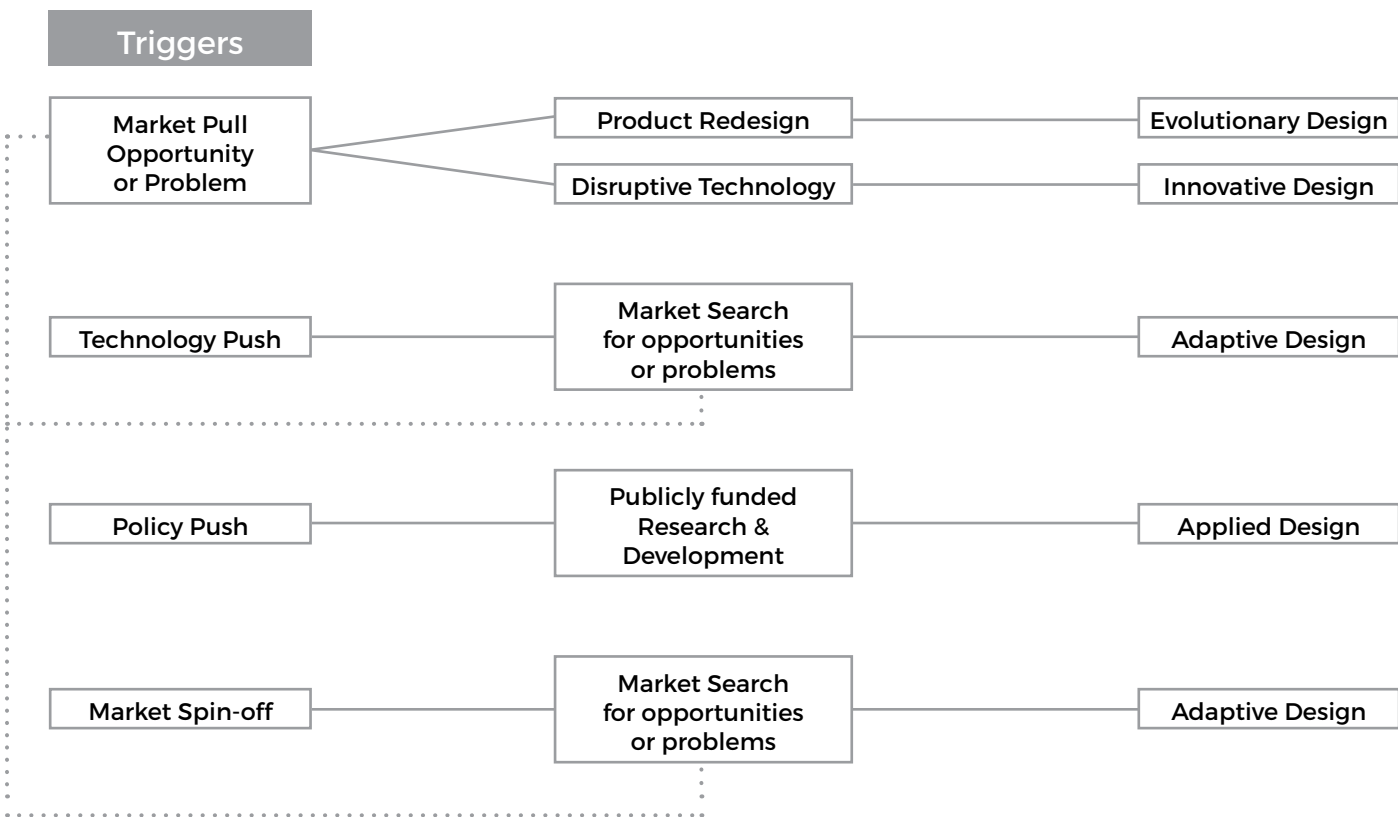 Triggers
Market Pull
Opportunity
or Problem
Product Redesign
Evolutionary Design
Disruptive Technology
Innovative Design
Technology Push
Market Search
for opportunities
or problems
Adaptive Design
Policy Push
Publicly funded
Research &
Development
Applied Design
Market Spin-off
Market Search
for opportunities
or problems
Adaptive Design